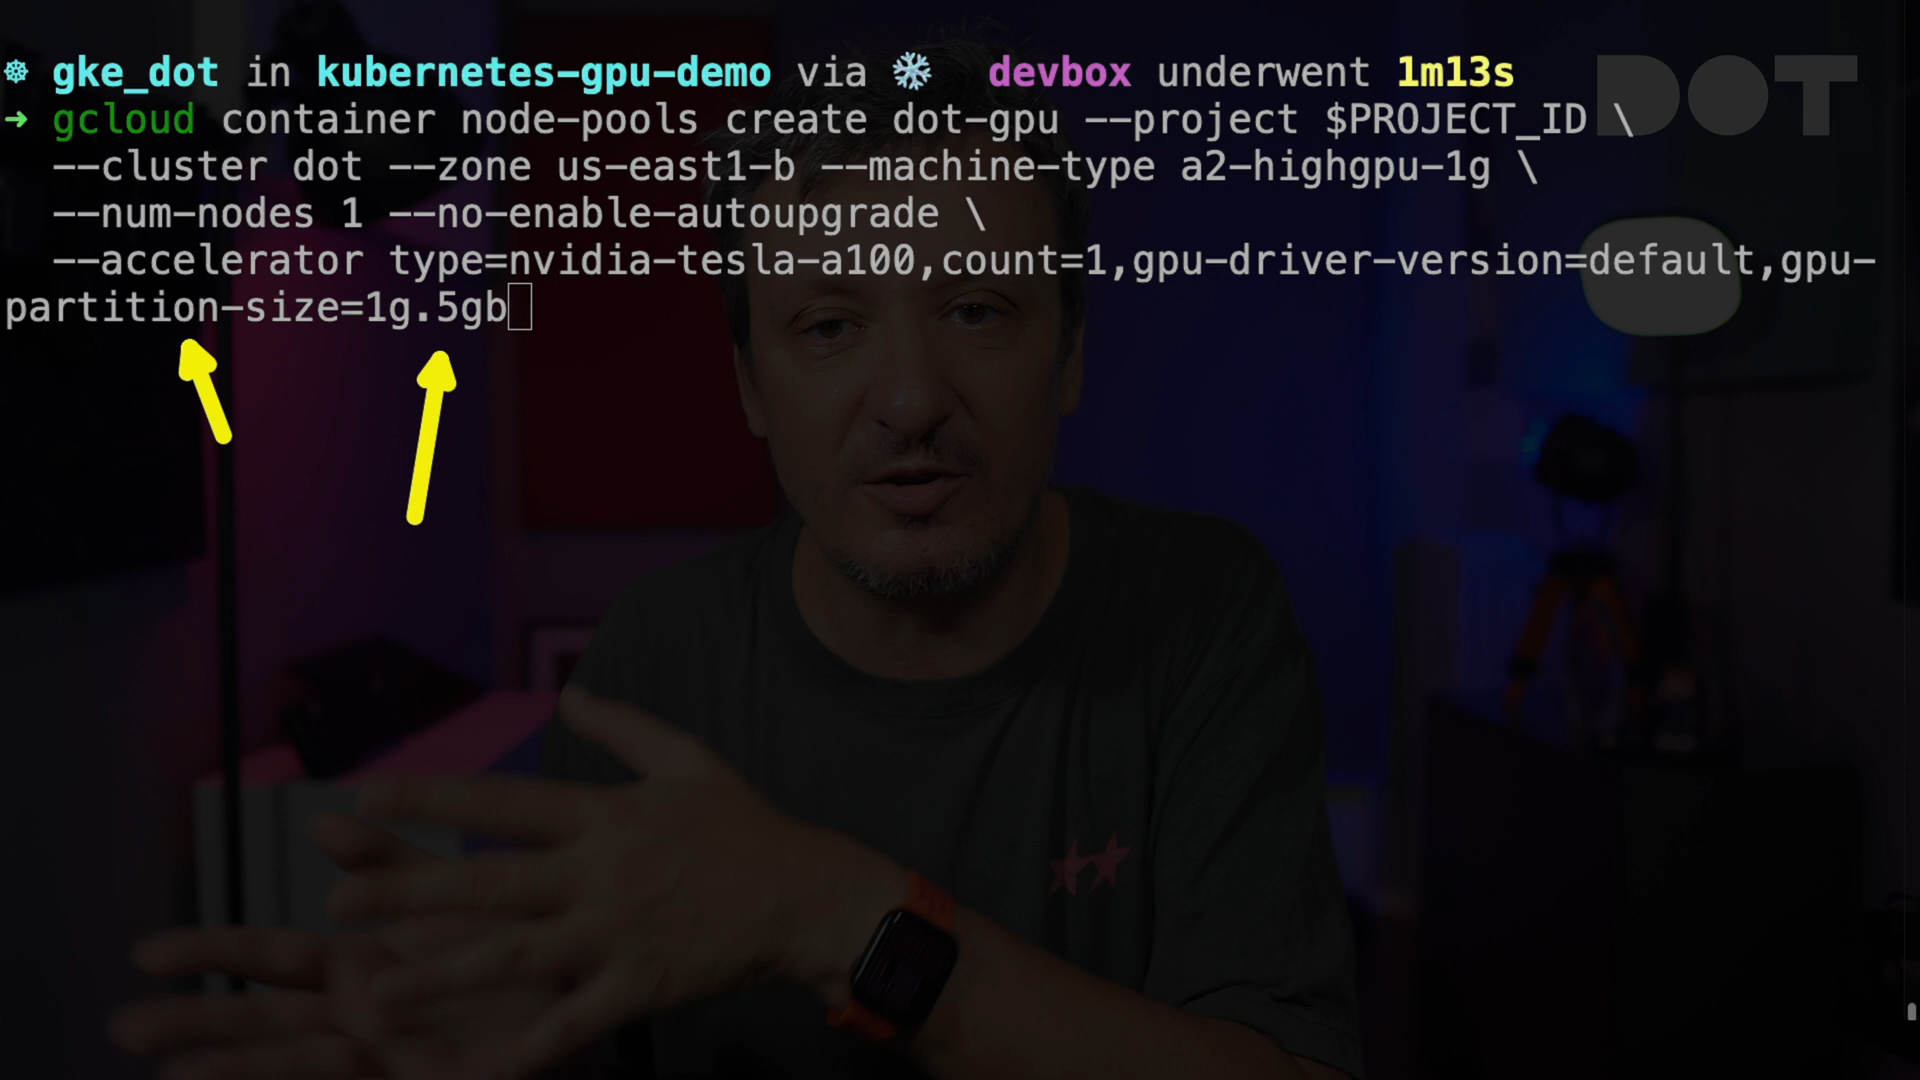 ☸ gke_dot in kubernetes-gpu-demo via ❄ devbox underwent 1m13s
➜ gcloud container node-pools create dot-gpu --project $PROJECT_ID \
--cluster dot --zone us-east1-b --machine-type a2-highgpu-1g \
--num-nodes 1 --no-enable-autoupgrade \
--accelerator type=nvidia-tesla-a100,count=1,gpu-driver-version=default,gpu-
partition-size=1g.5gb
DOT